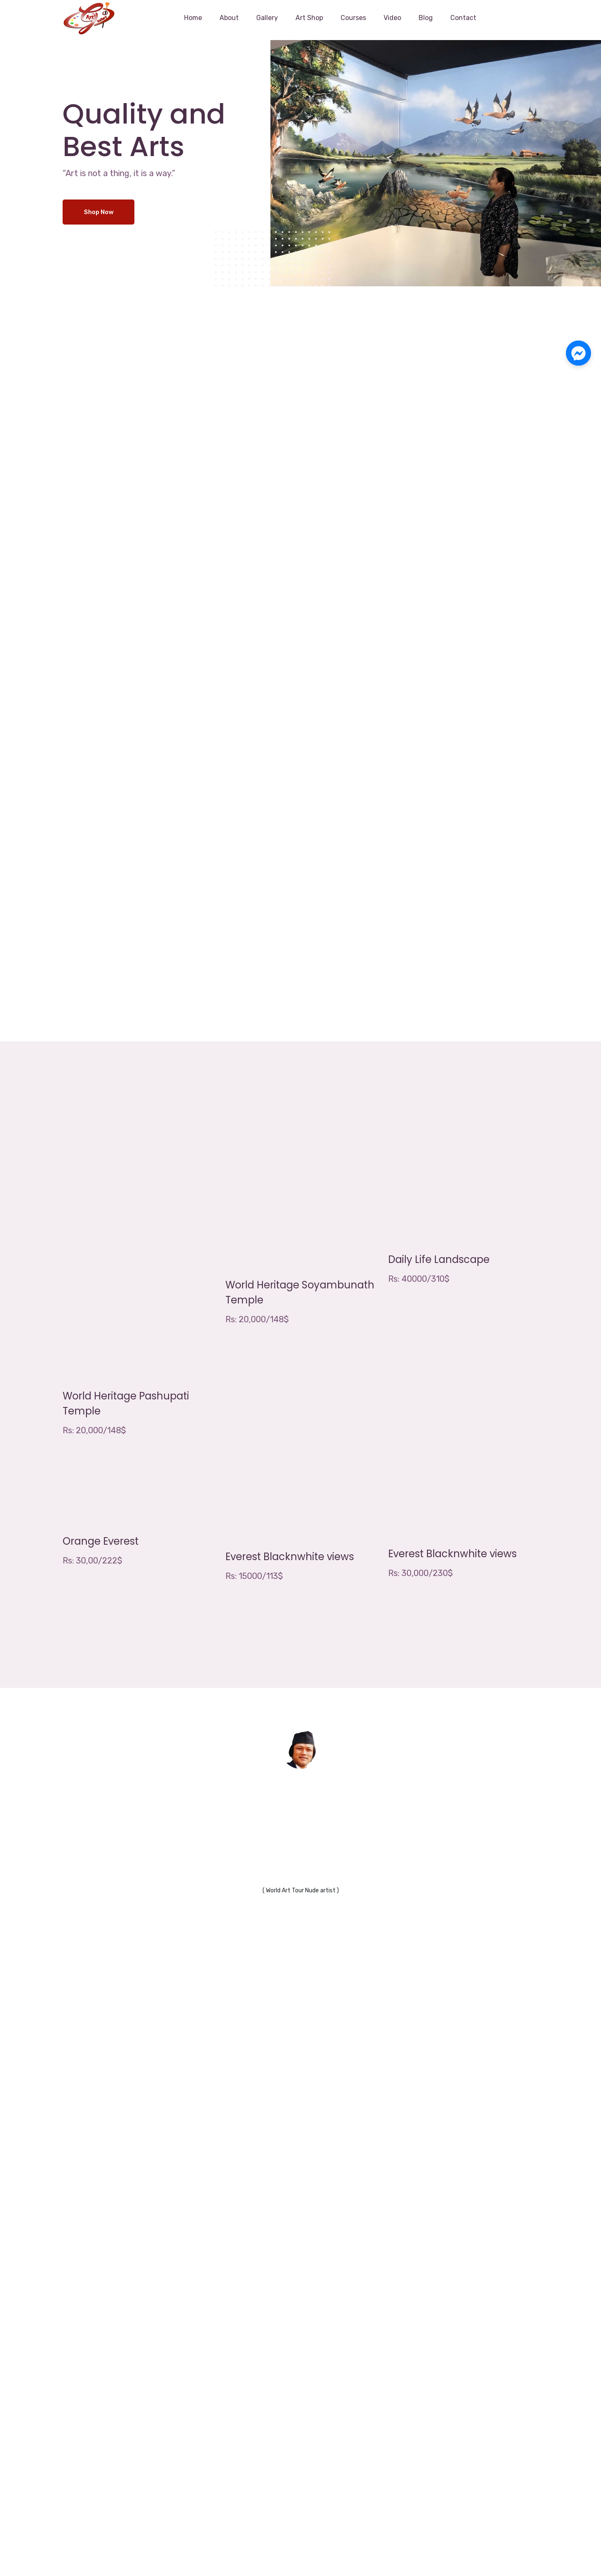 Home About Gallery Art Shop Courses Video Blog Contact
Quality and
Best Arts
“Art is not a thing, it is a way.”
Shop Now
Daily Life Landscape
Rs: 40000/310$
World Heritage Soyambunath
Temple
Rs: 20,000/148$
World Heritage Pashupati
Temple
Rs: 20,000/148$
Orange Everest
Rs: 30,00/222$
Everest Blacknwhite views
Rs: 15000/113$
Everest Blacknwhite views
Rs: 30,000/230$
( World Art Tour Nude artist )